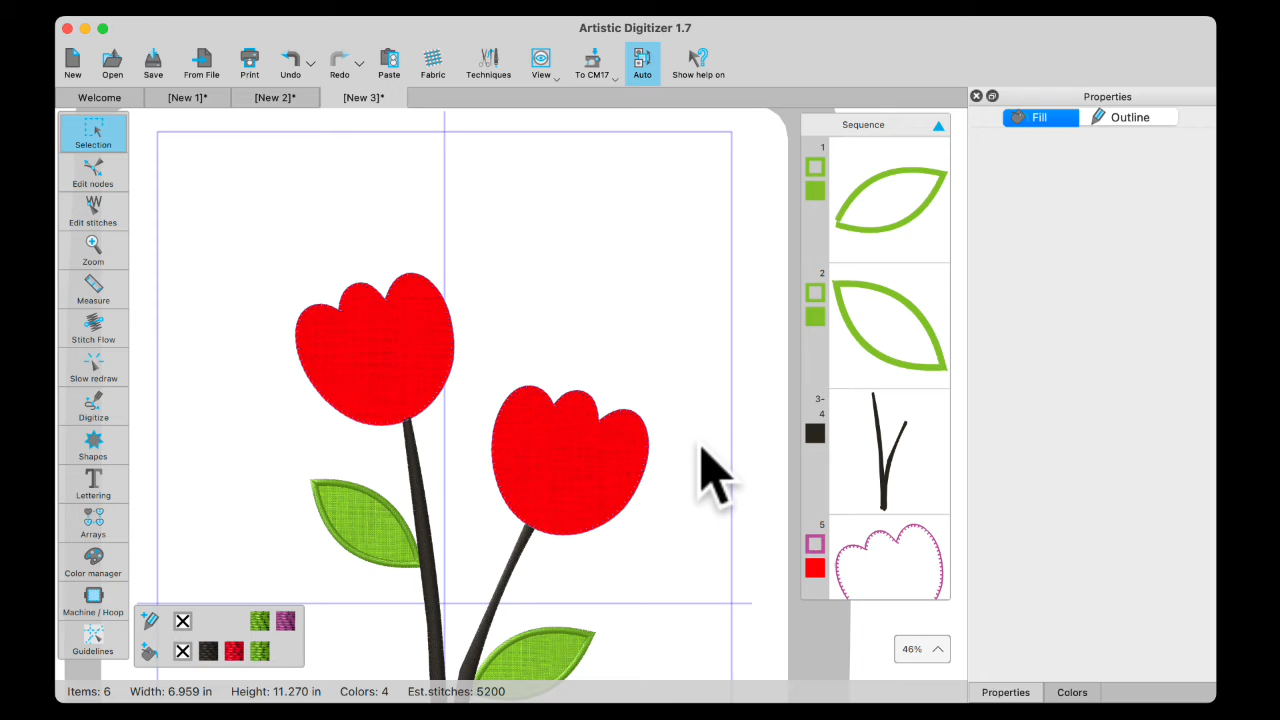 Artistic Digitizer 1.7
New Open Save From File Print Undo Redo Paste Fabric Techniques View To CM17 Auto Show help on
Welcome [New 1]* [New 2]* [New 3]*
Properties
Fill Outline
Selection
Edit nodes
Edit stitches
Zoom
Measure
Stitch Flow
Slow redraw
Digitize
Shapes
Lettering
Arrays
Color manager
Machine / Hoop
Guidelines
Sequence
1
2
3-
4
5
46%
Items: 6 Width: 6.959 in Height: 11.270 in Colors: 4 Est.stitches: 5200
Properties Colors